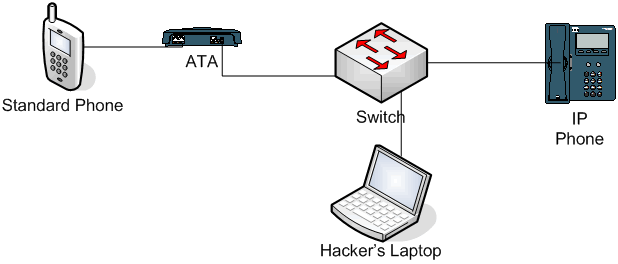 Standard Phone
ATA
Switch
IP
Phone
Hacker's Laptop